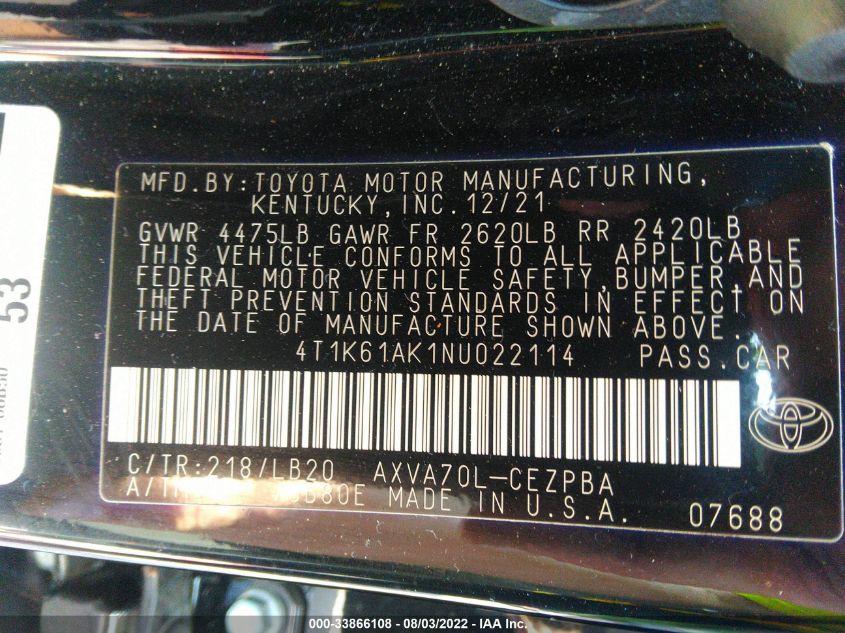 MFD.BY:TOYOTA MOTOR MANUFACTURING,
KENTUCKY,INC.12/21
GVWR 4475LB GAWR FR 2620LB RR 2420LB
THIS VEHICLE CONFORMS TO ALL APPLICABLE
FEDERAL MOTOR VEHICLE SAFETY,BUMPER,AND
THEFT PREVENTION STANDARDS IN EFFECT ON
THE DATE OF MANUFACTURE SHOWN ABOVE.
4T1K61AK1NU022114 PASS.CAR
C/TR:218/LB20 AXVA70L-CEZPBA
MADE IN U.S.A. 07688
53
000-33866108 - 08/03/2022 - IAA Inc.